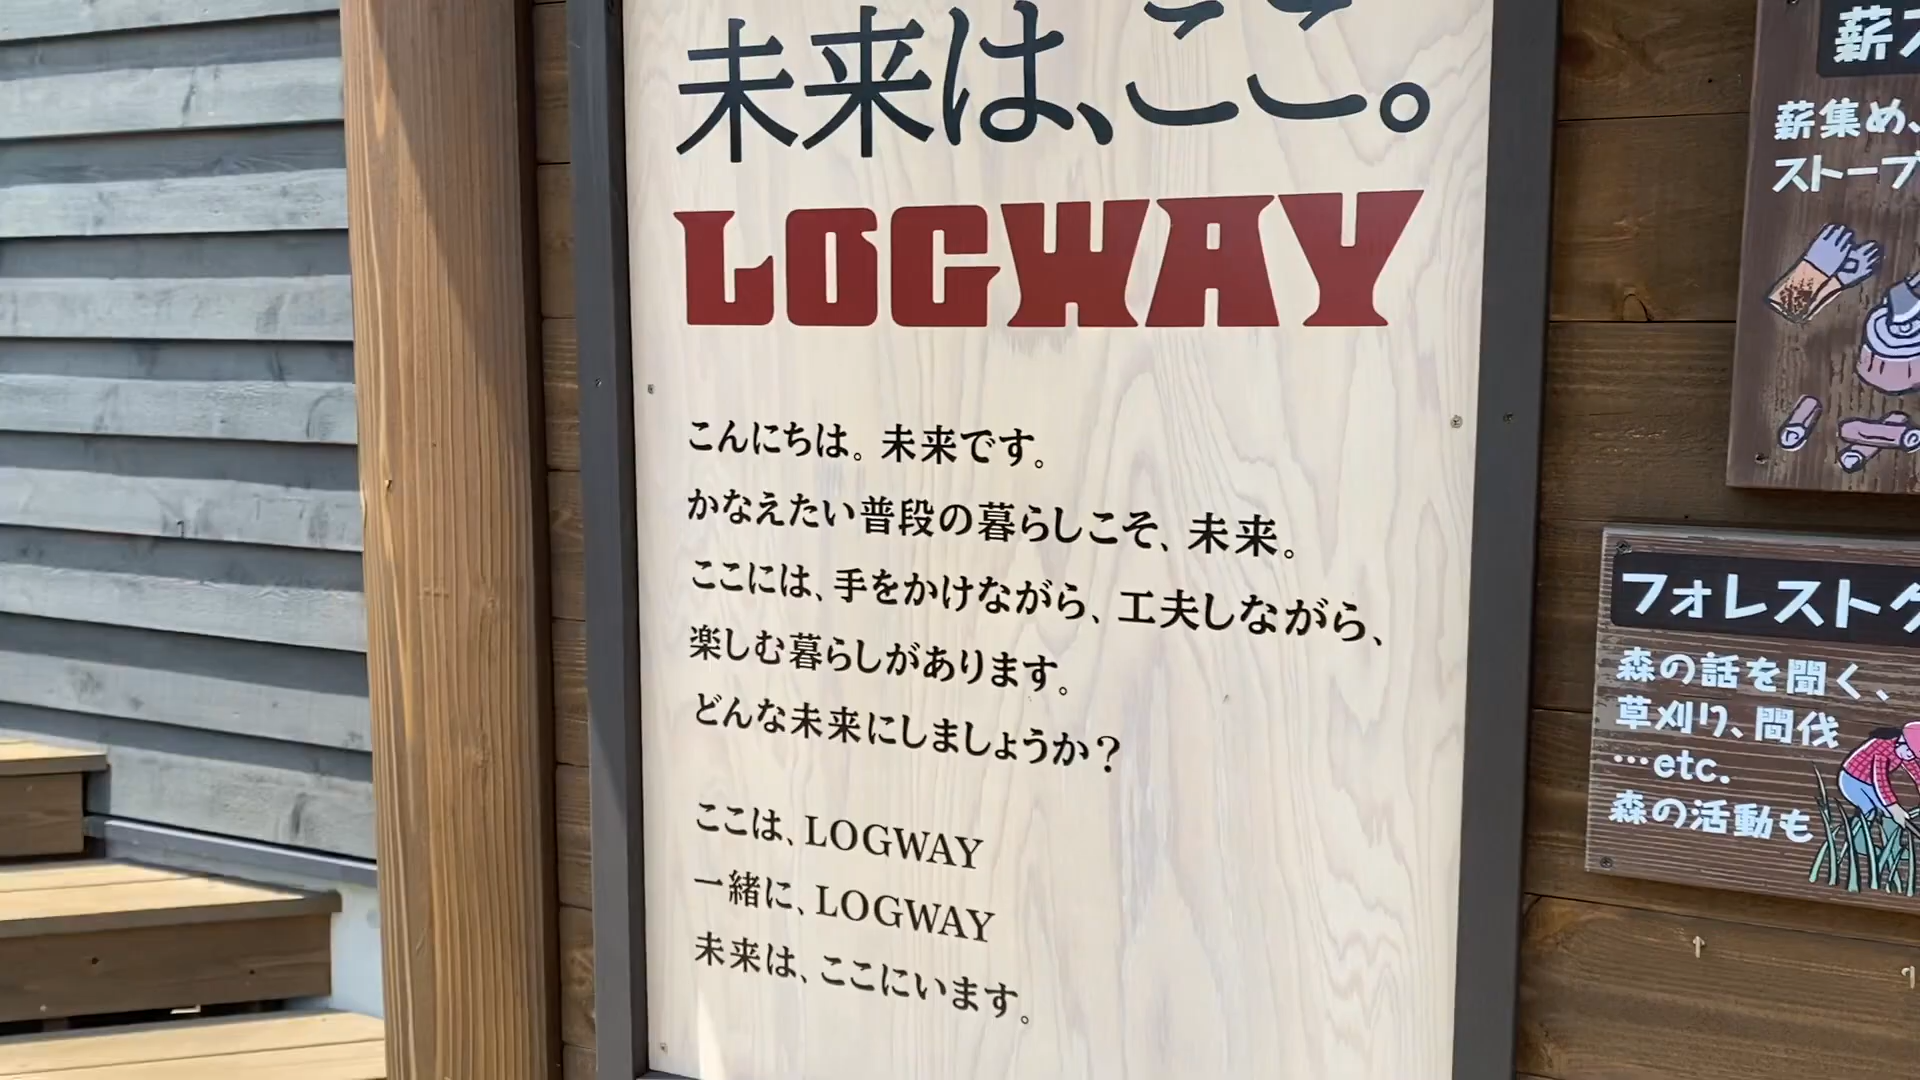 未来は、ここ。
LOGWAY
こんにちは。未来です。
かなえたい普段の暮らしこそ、未来。
ここには、手をかけながら、工夫しながら、
楽しむ暮らしがあります。
どんな未来にしましょうか？
ここは、LOGWAY
一緒に、LOGWAY
未来は、ここにいます。
薪
薪集め、
ストーブ
フォレスト
森の話を聞く、
草刈り、間伐
…etc.
森の活動も